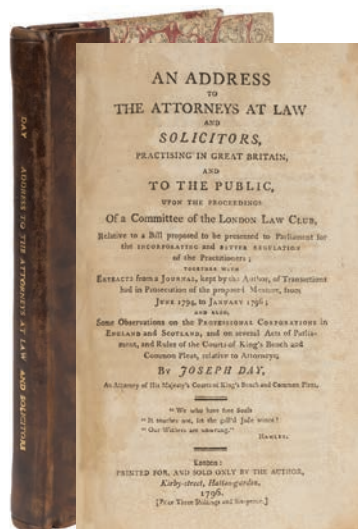 DAY ADDRESS TO THE ATTORNEYS AT LAW AND SOLICITORS
AN ADDRESS
TO
THE ATTORNEYS AT LAW
AND
SOLICITORS,
PRACTISING IN GREAT BRITAIN,
AND
TO THE PUBLIC,
UPON THE PROCEEDINGS
Of a Committee of the LONDON LAW CLUB,
Relative to a Bill proposed to be presented to Parliament for
the INCORPORATING and BETTER REGULATION
of the Practitioners;
TOGETHER WITH
EXTRACTS from a JOURNAL, kept by the Author, of Transactions
had in Prosecution of the proposed Measure, from
JUNE 1794, to JANUARY 1796;
AND ALSO,
Some Observations on the PROFESSIONAL CORPORATIONS in
ENGLAND and SCOTLAND, and on several Acts of Parlia-
ment, and Rules of the Courts of King's Bench and
Common Pleas, relative to Attornies;
By JOSEPH DAY,
An Attorney of His Majesty's Courts of King's Bench and Common Pleas.
"We who have free souls
"It touches not, let the gall'd Jade wince!
"Our Withers are unwrung."
HAMLET.
London:
PRINTED FOR, AND SOLD ONLY BY THE AUTHOR,
Kirby-street, Hatton-garden,
1796.
[Price Three Shillings and Six-pence.]